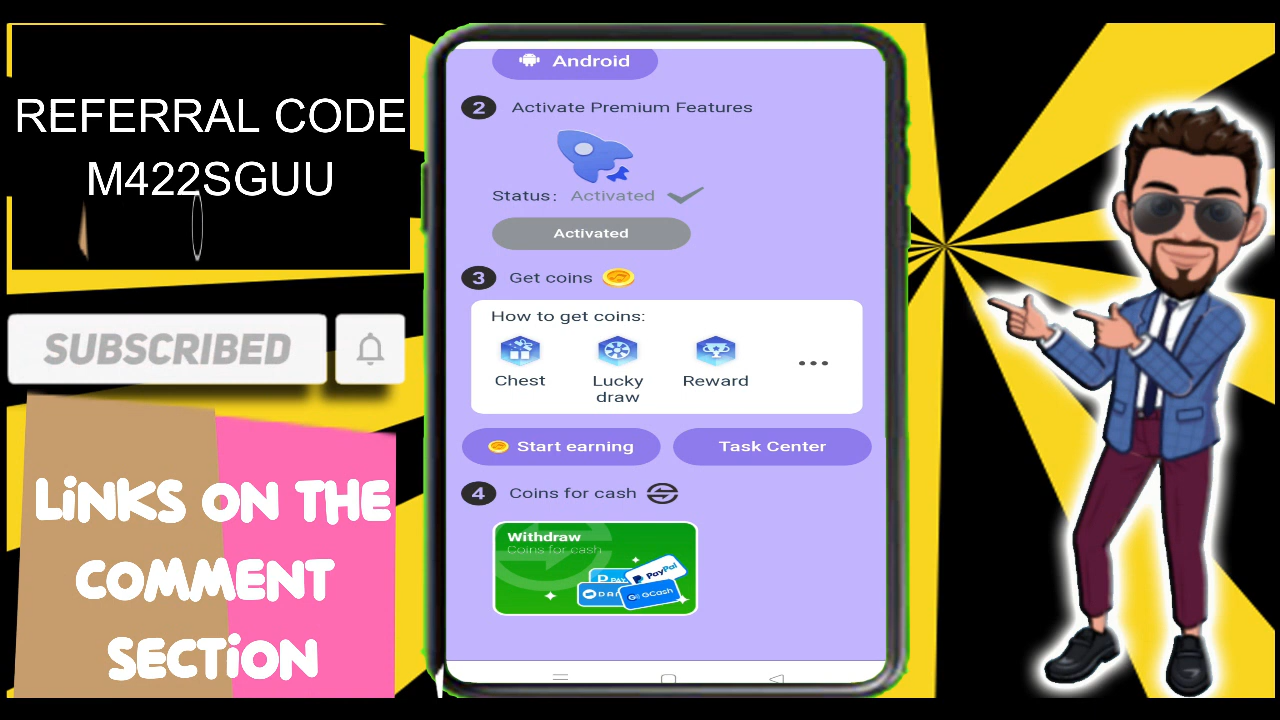 REFERRAL CODE
M422SGUU
SUBSCRIBED
LINKS ON THE
COMMENT
SECTION
Android
2 Activate Premium Features
Status: Activated
Activated
3 Get coins
How to get coins:
Chest
Lucky
draw
Reward
...
Start earning
Task Center
4 Coins for cash
Withdraw
Coins for cash
PayPal
GCash